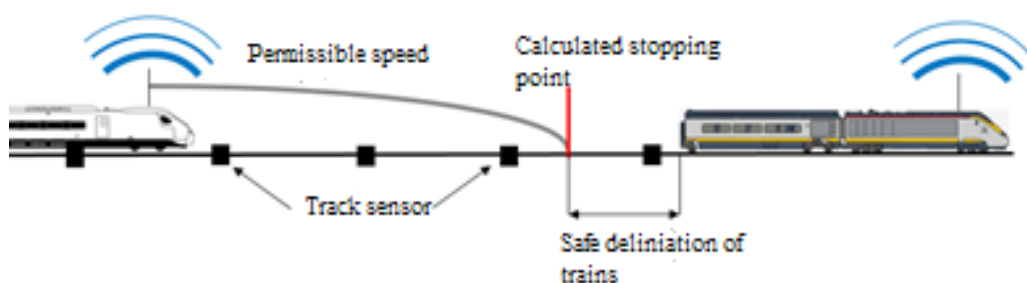 Permissible speed
Calculated stopping
point
Track sensor
Safe deliniation of
trains